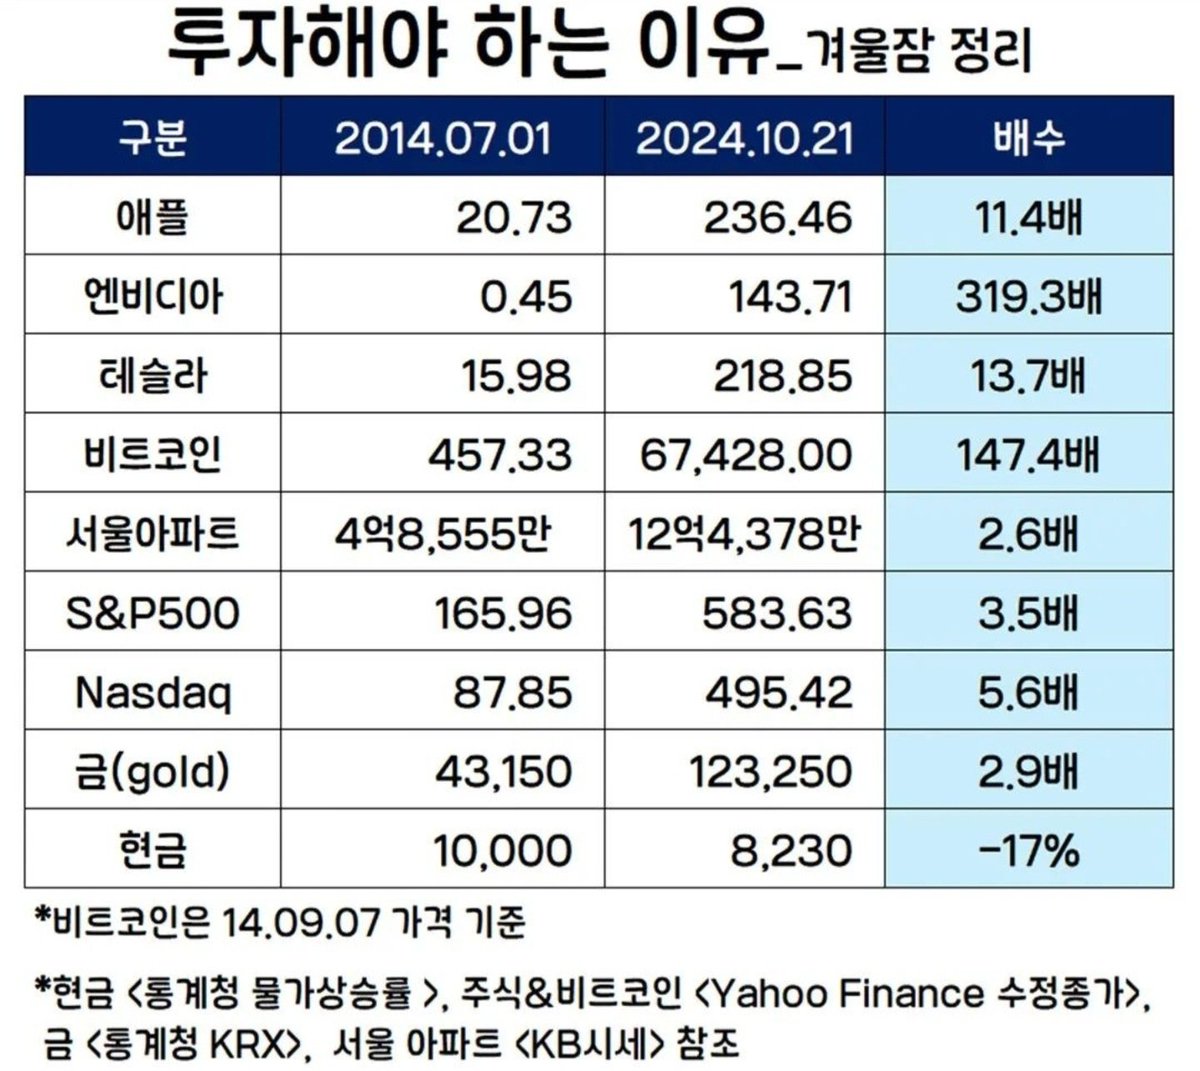 투자해야 하는 이유_겨울잠 정리
구분 2014.07.01 2024.10.21 배수
애플 20.73 236.46 11.4배
엔비디아 0.45 143.71 319.3배
테슬라 15.98 218.85 13.7배
비트코인 457.33 67,428.00 147.4배
서울아파트 4억8,555만 12억4,378만 2.6배
S&P500 165.96 583.63 3.5배
Nasdaq 87.85 495.42 5.6배
금(gold) 43,150 123,250 2.9배
현금 10,000 8,230 -17%
*비트코인은 14.09.07 가격 기준
*현금 <통계청 물가상승률 >, 주식&비트코인 <Yahoo Finance 수정종가>,
금 <통계청 KRX>, 서울 아파트 <KB시세> 참조